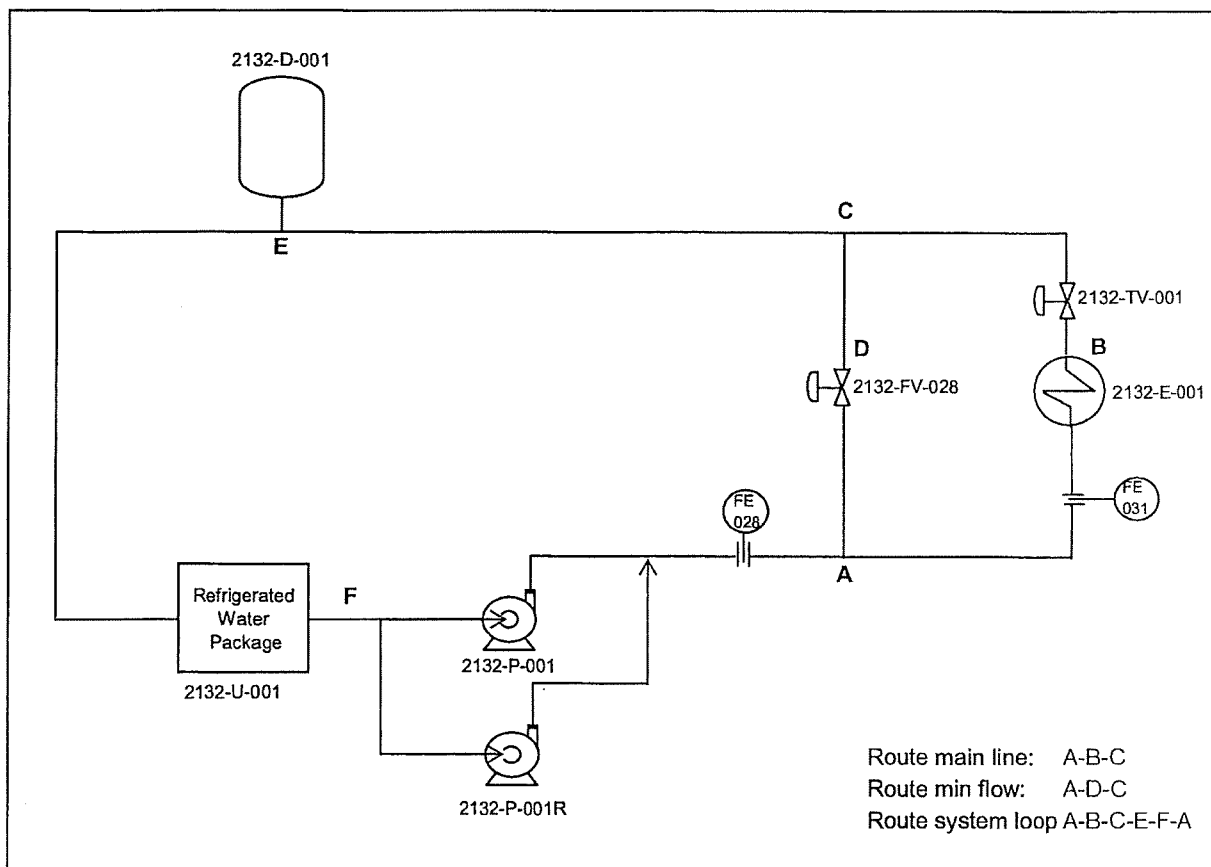 2132-D-001
C
E
2132-TV-001
B
D
2132-FV-028
2132-E-001
FE
031
FE
028
A
Refrigerated
Water
Package
F
2132-P-001
2132-U-001
2132-P-001R
Route main line: A-B-C
Route min flow: A-D-C
Route system loop A-B-C-E-F-A